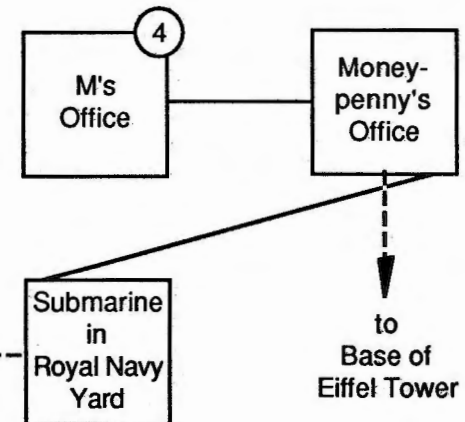 4
M's
Office
Money-
penny's
Office
Submarine
in
Royal Navy
Yard
to
Base of
Eiffel Tower